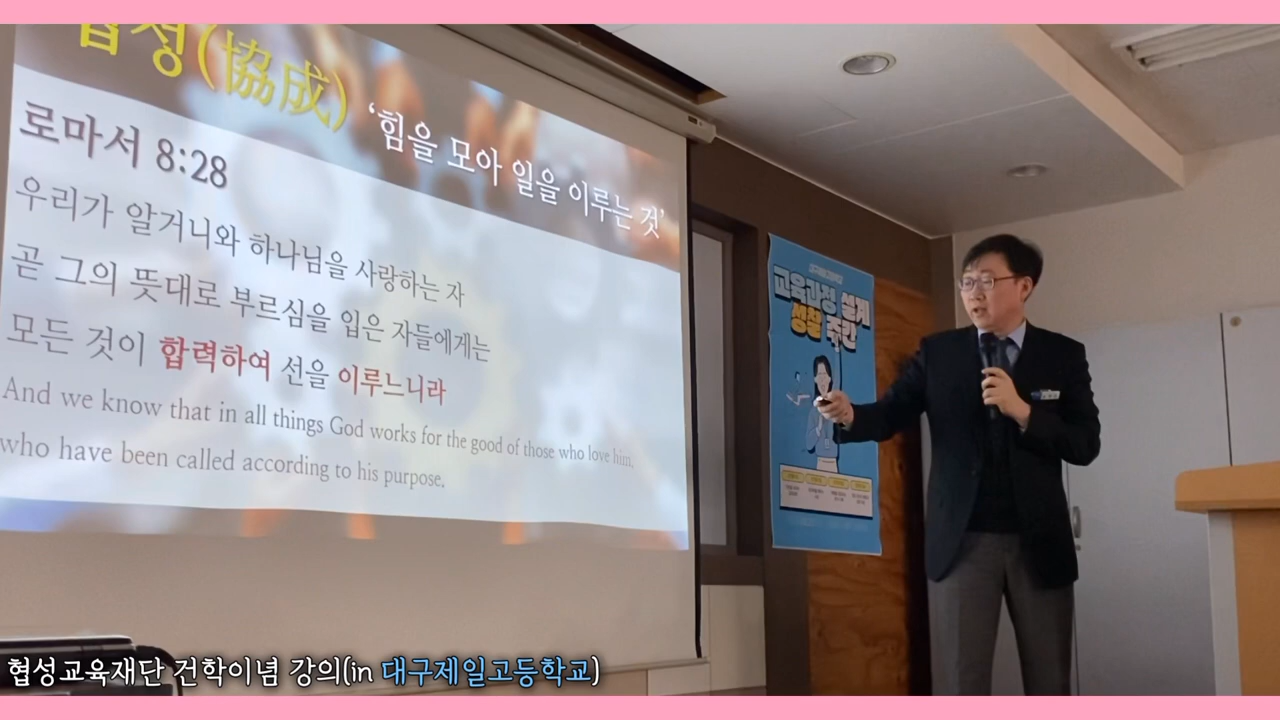 협성(協成) '힘을 모아 일을 이루는 것'
로마서 8:28
우리가 알거니와 하나님을 사랑하는 자
곧 그의 뜻대로 부르심을 입은 자들에게는
모든 것이 합력하여 선을 이루느니라
And we know that in all things God works for the good of those who love him,
who have been called according to his purpose.
교육과정 설계
성찰 주간
협성교육재단 건학이념 강의(in 대구제일고등학교)